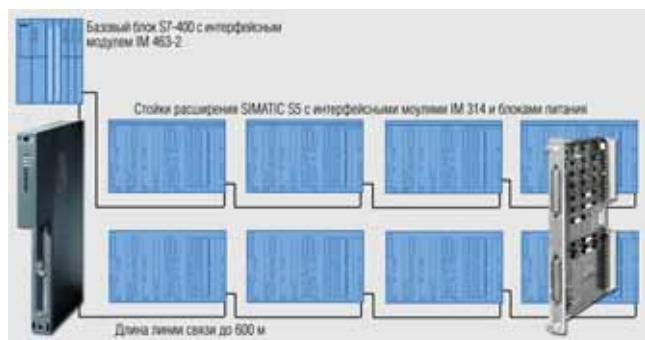 Базовый блок S7-400 с интерфейсным
модулем IM 463-2
Стойки расширения SIMATIC S5 с интерфейсными моулями IM 314 и блоками питания
Длина линии связи до 600 м